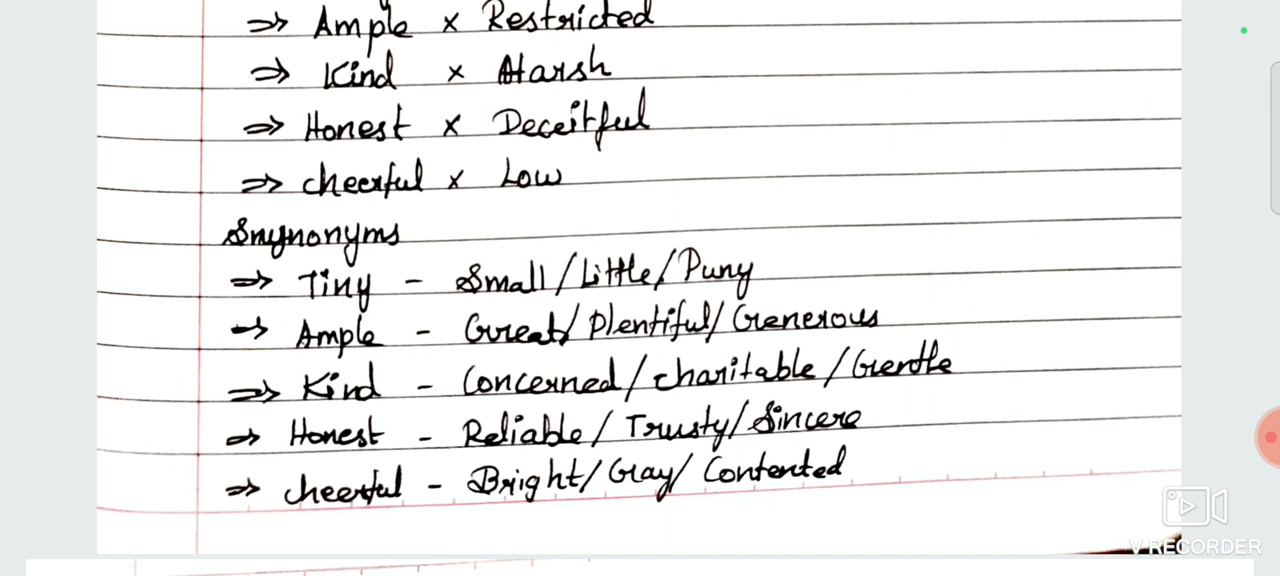 ⇒ Ample × Restricted
⇒ Kind × Harsh
⇒ Honest × Deceitful
⇒ cheerful × Low
Snynonyms
⇒ Tiny - Small/Little/Puny
⇒ Ample - Great/Plentiful/Generous
⇒ Kind - Concerned/charitable/Gentle
⇒ Honest - Reliable/Trusty/Sincere
⇒ cheerful - Bright/Gay/Contented
V RECORDER